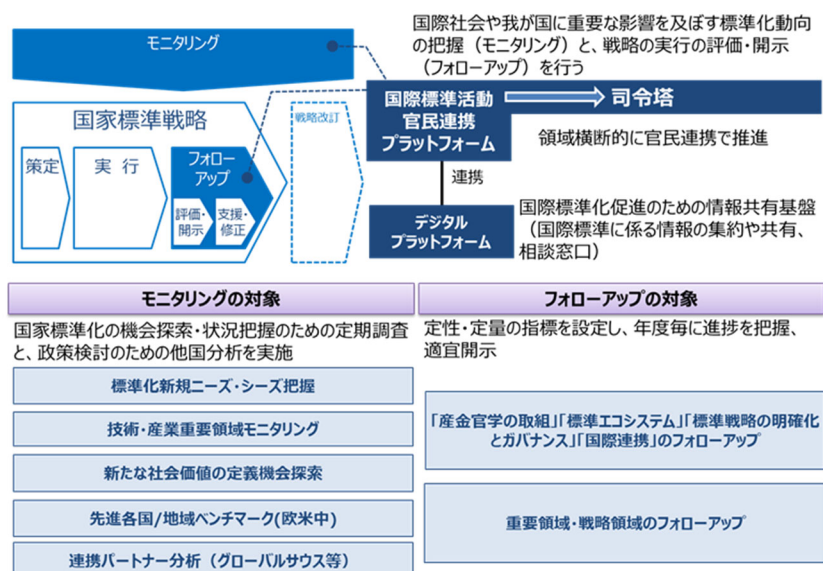 モニタリング
国際社会や我が国に重要な影響を及ぼす標準化動向
の把握（モニタリング）と、戦略の実行の評価・開示
（フォローアップ）を行う
国家標準戦略
策定
実 行
フォロー
アップ
評価・
開示
支援・
修正
戦略改訂
国際標準活動
官民連携
プラットフォーム
司令塔
領域横断的に官民連携で推進
連携
デジタル
プラットフォーム
国際標準化促進のための情報共有基盤
（国際標準に係る情報の集約や共有、
相談窓口）
モニタリングの対象
国家標準化の機会探索・状況把握のための定期調査
と、政策検討のための他国分析を実施
標準化新規ニーズ・シーズ把握
技術・産業重要領域モニタリング
新たな社会価値の定義機会探索
先進各国/地域ベンチマーク(欧米中)
連携パートナー分析（グローバルサウス等）
フォローアップの対象
定性・定量の指標を設定し、年度毎に進捗を把握、
適宜開示
「産金官学の取組」「標準エコシステム」「標準戦略の明確化
とガバナンス」「国際連携」のフォローアップ
重要領域・戦略領域のフォローアップ